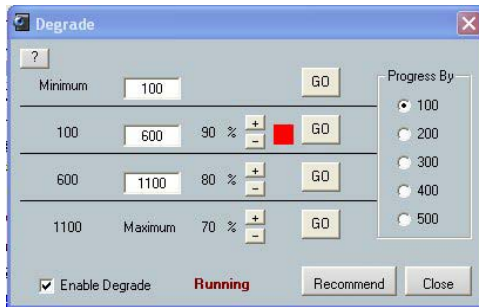 Degrade
?
Minimum 100 GO
Progress By
100 600 90 % + - GO
100
200
600 1100 80 % + - GO
300
400
1100 Maximum 70 % + - GO
500
Enable Degrade Running Recommend Close